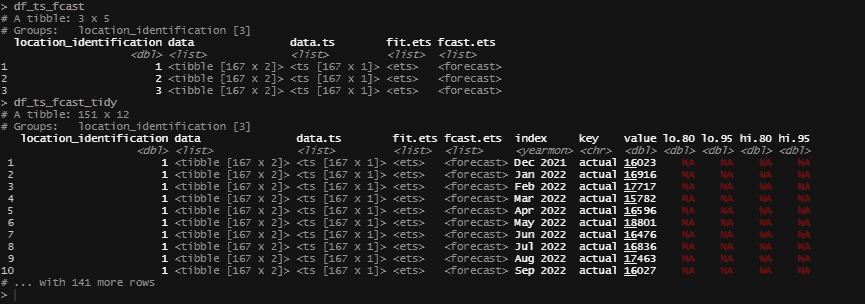 > df_ts_fcast
# A tibble: 3 x 5
# Groups:   location_identification [3]
  location_identification data               data.ts            fit.ets fcast.ets
                    <dbl> <list>             <list>             <list>  <list>
1                       1 <tibble [167 x 2]> <ts [167 x 1]> <ets>   <forecast>
2                       2 <tibble [167 x 2]> <ts [167 x 1]> <ets>   <forecast>
3                       3 <tibble [167 x 2]> <ts [167 x 1]> <ets>   <forecast>
> df_ts_fcast_tidy
# A tibble: 151 x 12
# Groups:   location_identification [3]
   location_identification data               data.ts            fit.ets fcast.ets  index     key    value lo.80 lo.95 hi.80 hi.95
                     <dbl> <list>             <list>             <list>  <list>     <yearmon> <chr>  <dbl> <dbl> <dbl> <dbl> <dbl>
1                        1 <tibble [167 x 2]> <ts [167 x 1]> <ets>   <forecast> Dec 2021  actual 16023    NA    NA    NA    NA
2                        1 <tibble [167 x 2]> <ts [167 x 1]> <ets>   <forecast> Jan 2022  actual 16916    NA    NA    NA    NA
3                        1 <tibble [167 x 2]> <ts [167 x 1]> <ets>   <forecast> Feb 2022  actual 17717    NA    NA    NA    NA
4                        1 <tibble [167 x 2]> <ts [167 x 1]> <ets>   <forecast> Mar 2022  actual 15782    NA    NA    NA    NA
5                        1 <tibble [167 x 2]> <ts [167 x 1]> <ets>   <forecast> Apr 2022  actual 16596    NA    NA    NA    NA
6                        1 <tibble [167 x 2]> <ts [167 x 1]> <ets>   <forecast> May 2022  actual 18801    NA    NA    NA    NA
7                        1 <tibble [167 x 2]> <ts [167 x 1]> <ets>   <forecast> Jun 2022  actual 16476    NA    NA    NA    NA
8                        1 <tibble [167 x 2]> <ts [167 x 1]> <ets>   <forecast> Jul 2022  actual 16836    NA    NA    NA    NA
9                        1 <tibble [167 x 2]> <ts [167 x 1]> <ets>   <forecast> Aug 2022  actual 17463    NA    NA    NA    NA
10                       1 <tibble [167 x 2]> <ts [167 x 1]> <ets>   <forecast> Sep 2022  actual 16027    NA    NA    NA    NA
# ... with 141 more rows
>